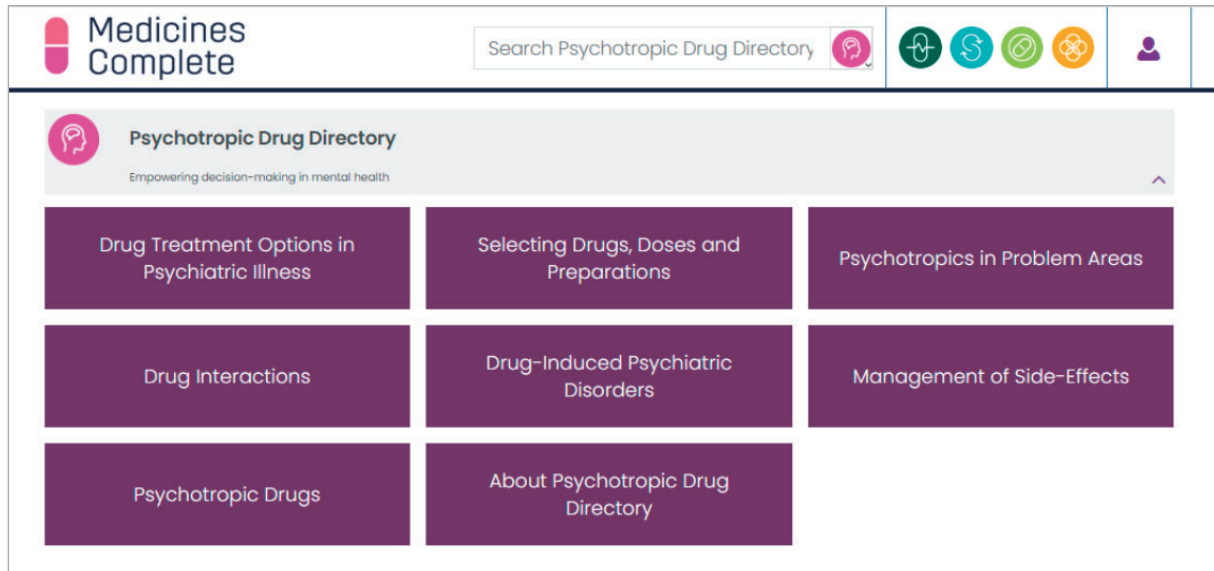 Medicines
Complete
Search Psychotropic Drug Directory
Psychotropic Drug Directory
Empowering decision-making in mental health
Drug Treatment Options in
Psychiatric Illness
Selecting Drugs, Doses and
Preparations
Psychotropics in Problem Areas
Drug Interactions
Drug-Induced Psychiatric
Disorders
Management of Side-Effects
Psychotropic Drugs
About Psychotropic Drug
Directory